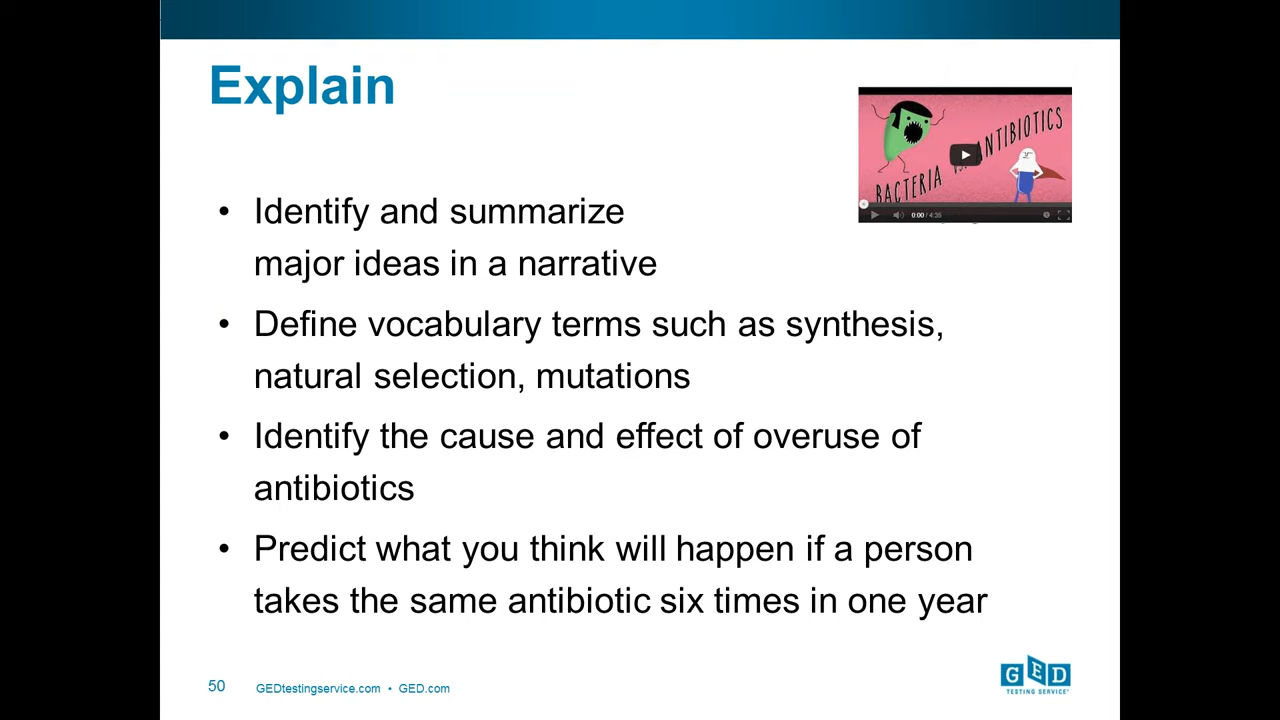 Explain
BACTERIA vs. ANTIBIOTICS
0:00 / 4:35
• Identify and summarize
major ideas in a narrative
• Define vocabulary terms such as synthesis,
natural selection, mutations
• Identify the cause and effect of overuse of
antibiotics
• Predict what you think will happen if a person
takes the same antibiotic six times in one year
50 GEDtestingservice.com • GED.com
GED
TESTING SERVICE®